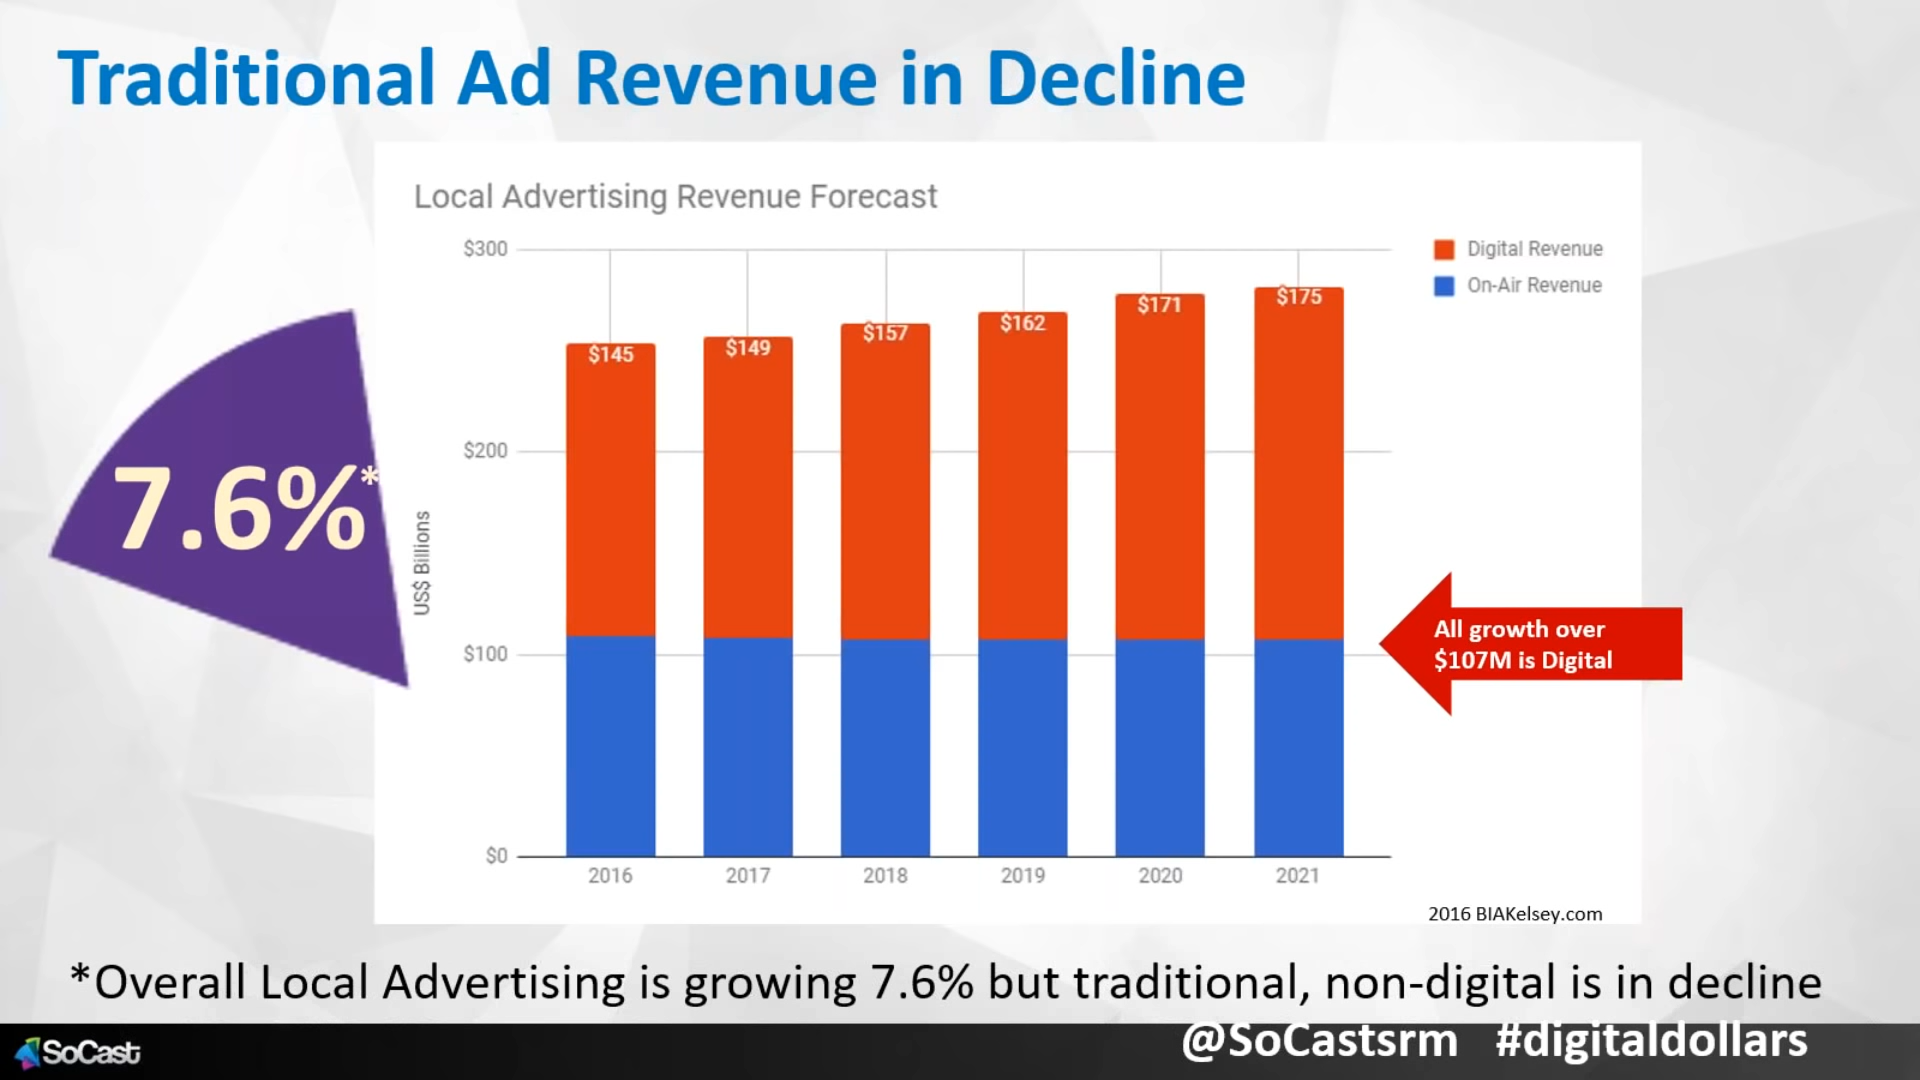 Traditional Ad Revenue in Decline
Local Advertising Revenue Forecast
$300
$200
$100
$0
US$ Billions
$145
$149
$157
$162
$171
$175
2016
2017
2018
2019
2020
2021
Digital Revenue
On-Air Revenue
7.6%*
All growth over
$107M is Digital
2016 BIAKelsey.com
*Overall Local Advertising is growing 7.6% but traditional, non-digital is in decline
SoCast
@SoCastsrm #digitaldollars